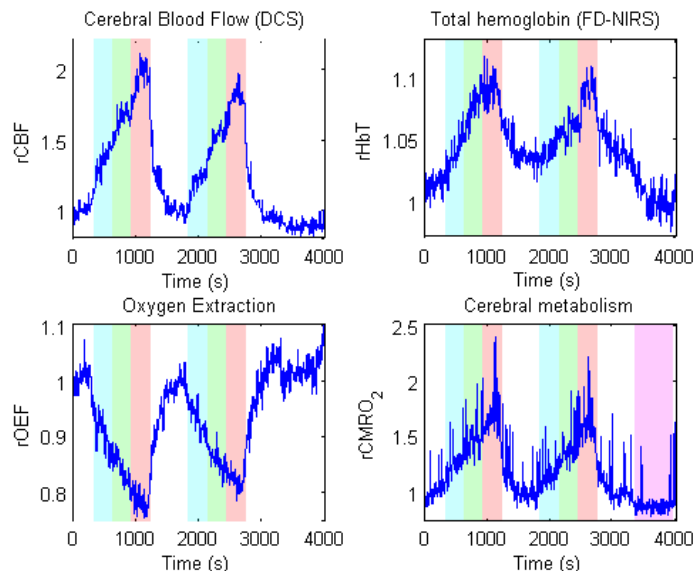 Cerebral Blood Flow (DCS)
2
1.5
1
rCBF
0 1000 2000 3000 4000
Time (s)
Total hemoglobin (FD-NIRS)
1.1
1.05
1
rHbT
0 1000 2000 3000 4000
Time (s)
Oxygen Extraction
1.1
1
0.9
0.8
rOEF
0 1000 2000 3000 4000
Time (s)
Cerebral metabolism
2.5
2
1.5
1
rCMRO₂
0 1000 2000 3000 4000
Time (s)